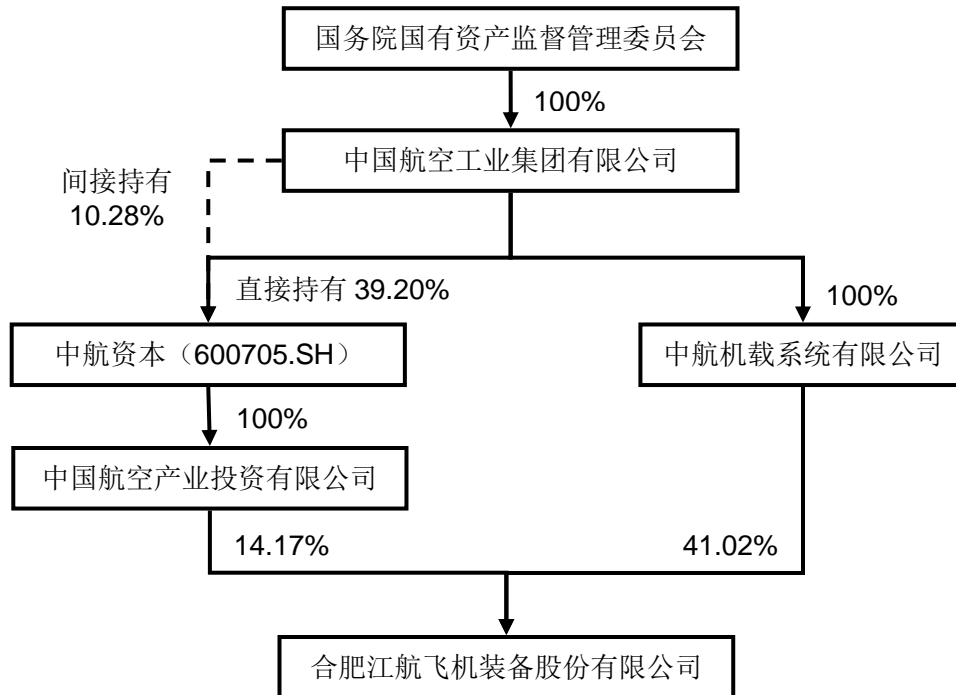 国务院国有资产监督管理委员会
100%
中国航空工业集团有限公司
间接持有
10.28%
直接持有 39.20%
100%
中航资本（600705.SH）
中航机载系统有限公司
100%
中国航空产业投资有限公司
14.17%
41.02%
合肥江航飞机装备股份有限公司